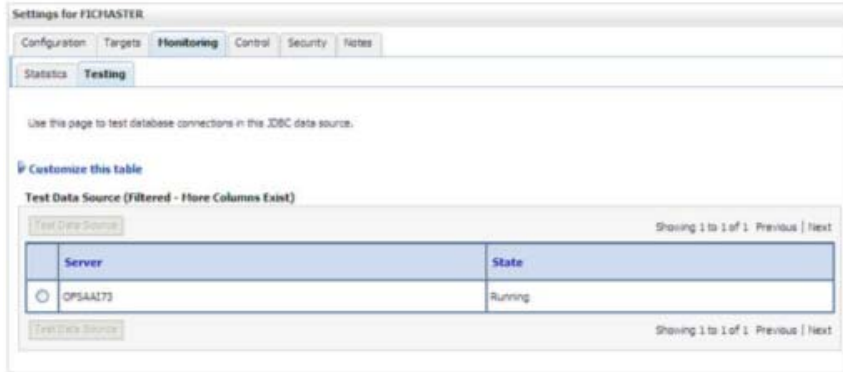 Settings for FICMASTER
Configuration Targets Monitoring Control Security Notes
Statistics Testing
Use this page to test database connections in this JDBC data source.
Customize this table
Test Data Source (Filtered - More Columns Exist)
Test Data Source Showing 1 to 1 of 1 Previous | Next
Server State
OPSAAI73 Running
Test Data Source Showing 1 to 1 of 1 Previous | Next